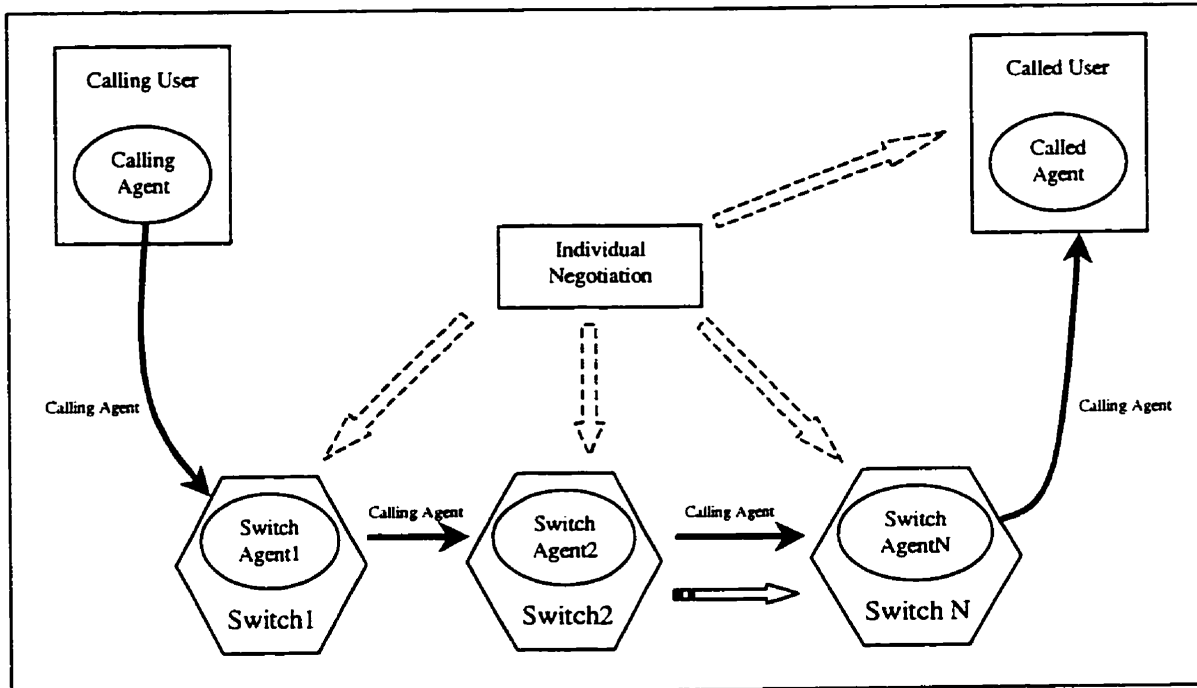 Calling User
Calling
Agent
Called User
Called
Agent
Individual
Negotiation
Calling Agent
Calling Agent
Switch
Agent1
Switch1
Calling Agent
Switch
Agent2
Switch2
Calling Agent
Switch
AgentN
Switch N